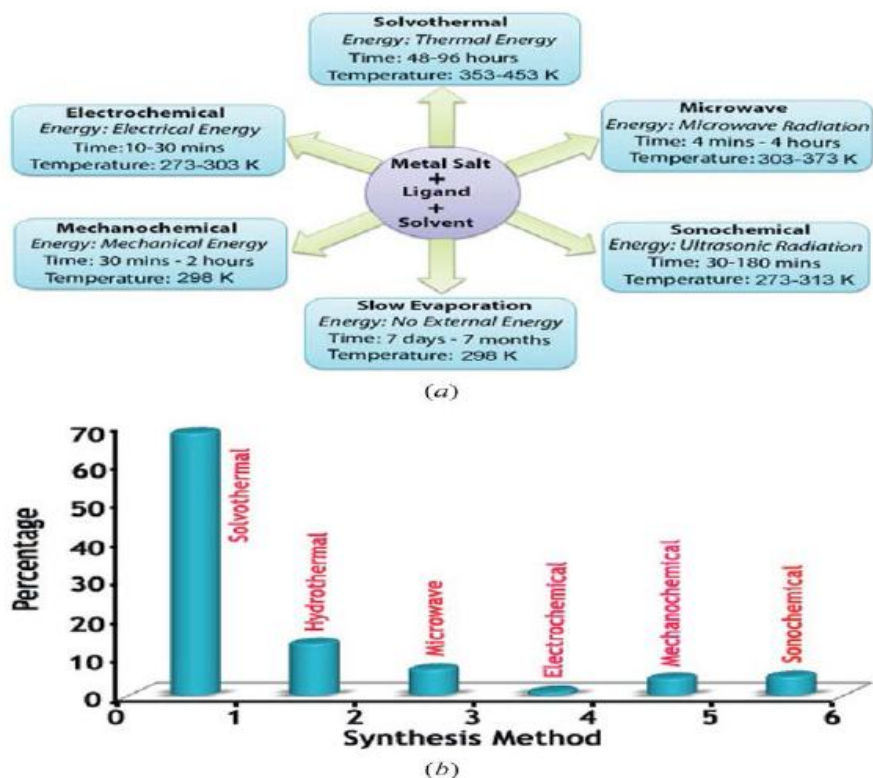 Solvothermal
Energy: Thermal Energy
Time: 48-96 hours
Temperature: 353-453 K
Electrochemical
Energy: Electrical Energy
Time: 10-30 mins
Temperature: 273-303 K
Microwave
Energy: Microwave Radiation
Time: 4 mins - 4 hours
Temperature: 303-373 K
Metal Salt
+
Ligand
+
Solvent
Mechanochemical
Energy: Mechanical Energy
Time: 30 mins - 2 hours
Temperature: 298 K
Sonochemical
Energy: Ultrasonic Radiation
Time: 30-180 mins
Temperature: 273-313 K
Slow Evaporation
Energy: No External Energy
Time: 7 days - 7 months
Temperature: 298 K
(a)
Percentage
70
60
50
40
30
20
10
0
Solvothermal
Hydrothermal
Microwave
Electrochemical
Mechanochemical
Sonochemical
0 1 2 3 4 5 6
Synthesis Method
(b)